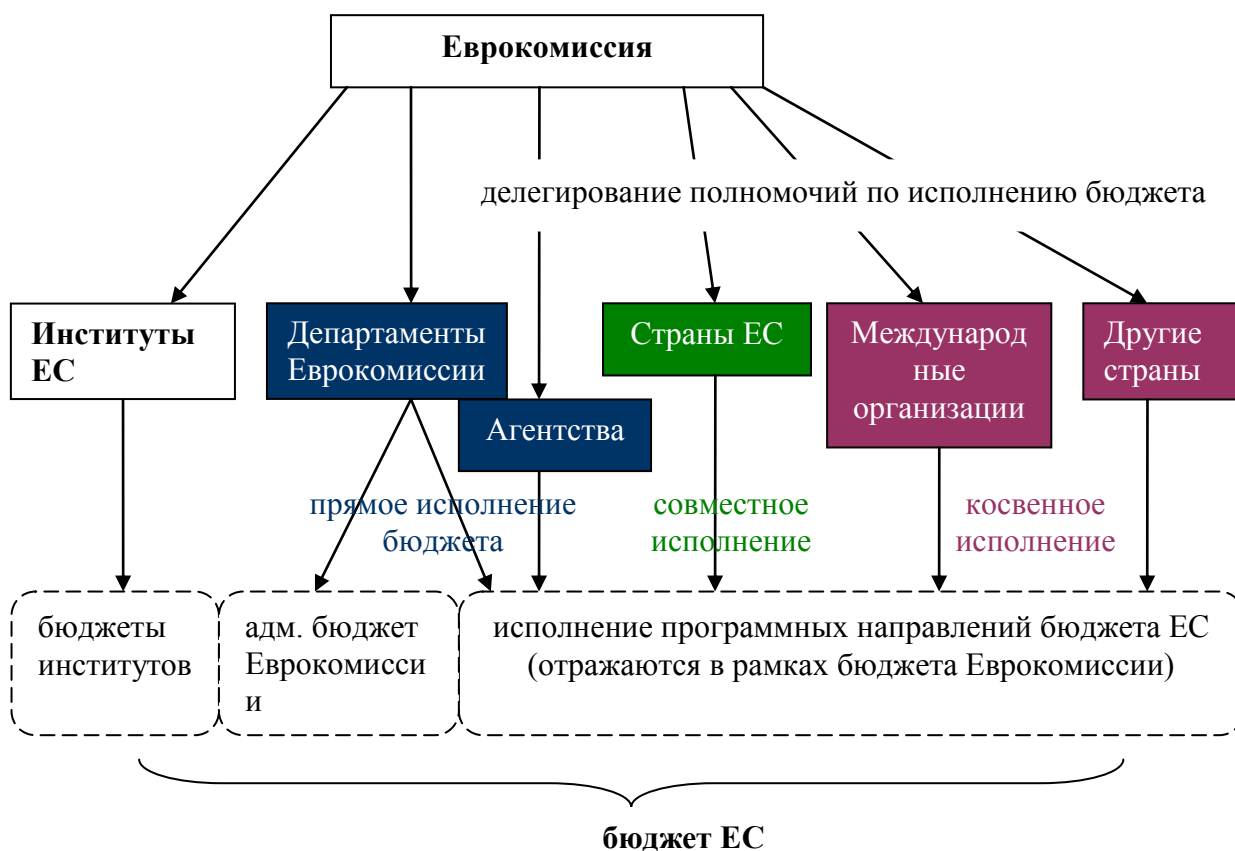 Еврокомиссия
делегирование полномочий по исполнению бюджета
Институты
ЕС
Департаменты
Еврокомиссии
Агентства
Страны ЕС
Международ
ные
организации
Другие
страны
прямое исполнение
бюджета
совместное
исполнение
косвенное
исполнение
бюджеты
институтов
адм. бюджет
Еврокомисси
и
исполнение программных направлений бюджета ЕС
(отражаются в рамках бюджета Еврокомиссии)
бюджет ЕС